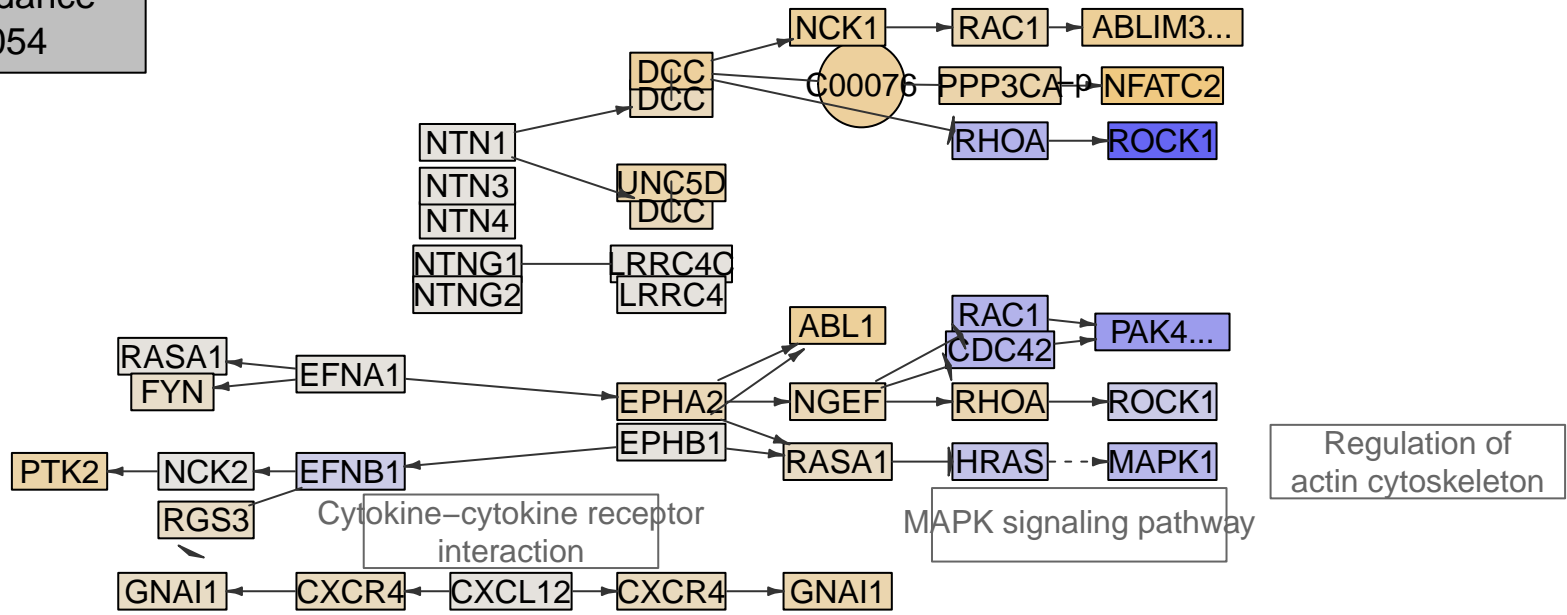 054
NCK1
RAC1
ABLIM3...
DCC
DCC
C00076
PPP3CA
+p
NFATC2
NTN1
RHOA
ROCK1
NTN3
UNC5D
NTN4
DCC
NTNG1
LRRC4C
NTNG2
LRRC4
RAC1
ABL1
PAK4...
RASA1
CDC42
EFNA1
FYN
EPHA2
NGEF
RHOA
ROCK1
EPHB1
PTK2
NCK2
EFNB1
RASA1
HRAS
MAPK1
Regulation of
actin cytoskeleton
RGS3
Cytokine−cytokine receptor
interaction
MAPK signaling pathway
GNAI1
CXCR4
CXCL12
CXCR4
GNAI1